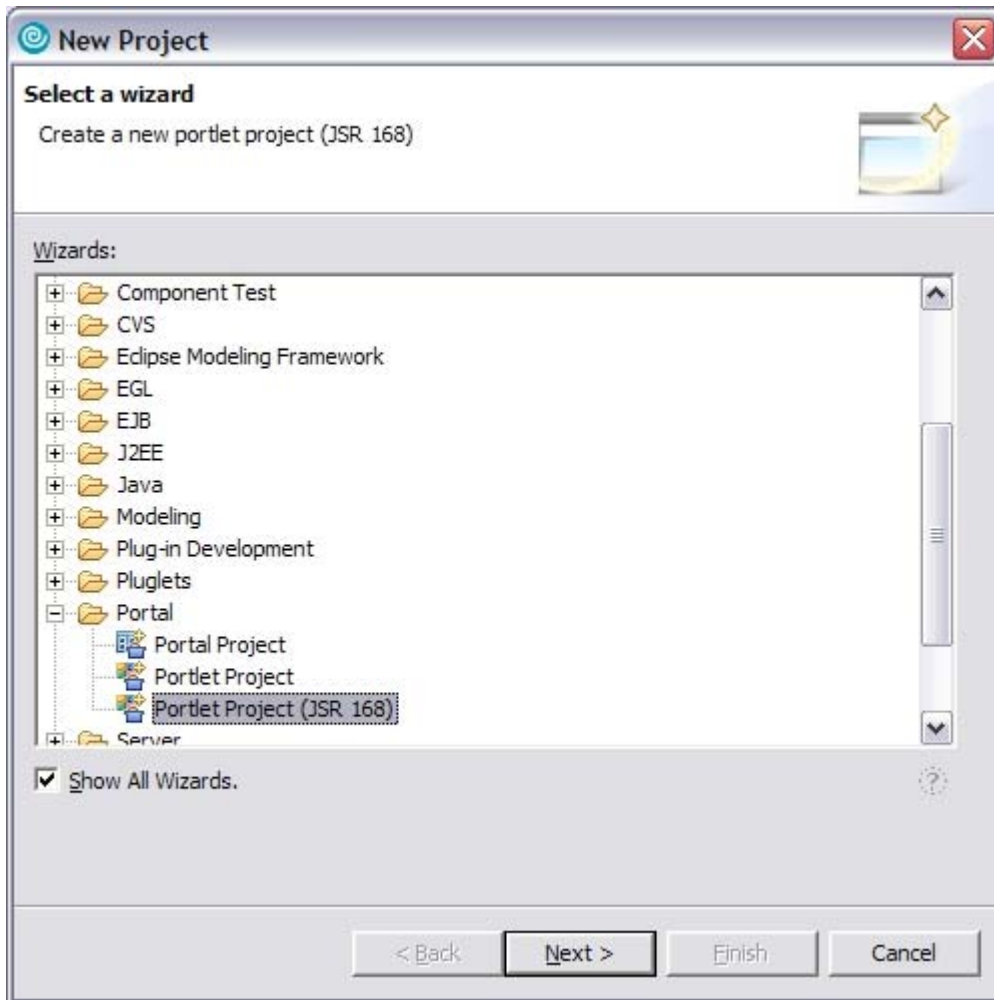 New Project
Select a wizard
Create a new portlet project (JSR 168)
Wizards:
Component Test
CVS
Eclipse Modeling Framework
EGL
EJB
J2EE
Java
Modeling
Plug-in Development
Pluglets
Portal
Portal Project
Portlet Project
Portlet Project (JSR 168)
Server
Show All Wizards.
< Back Next > Finish Cancel